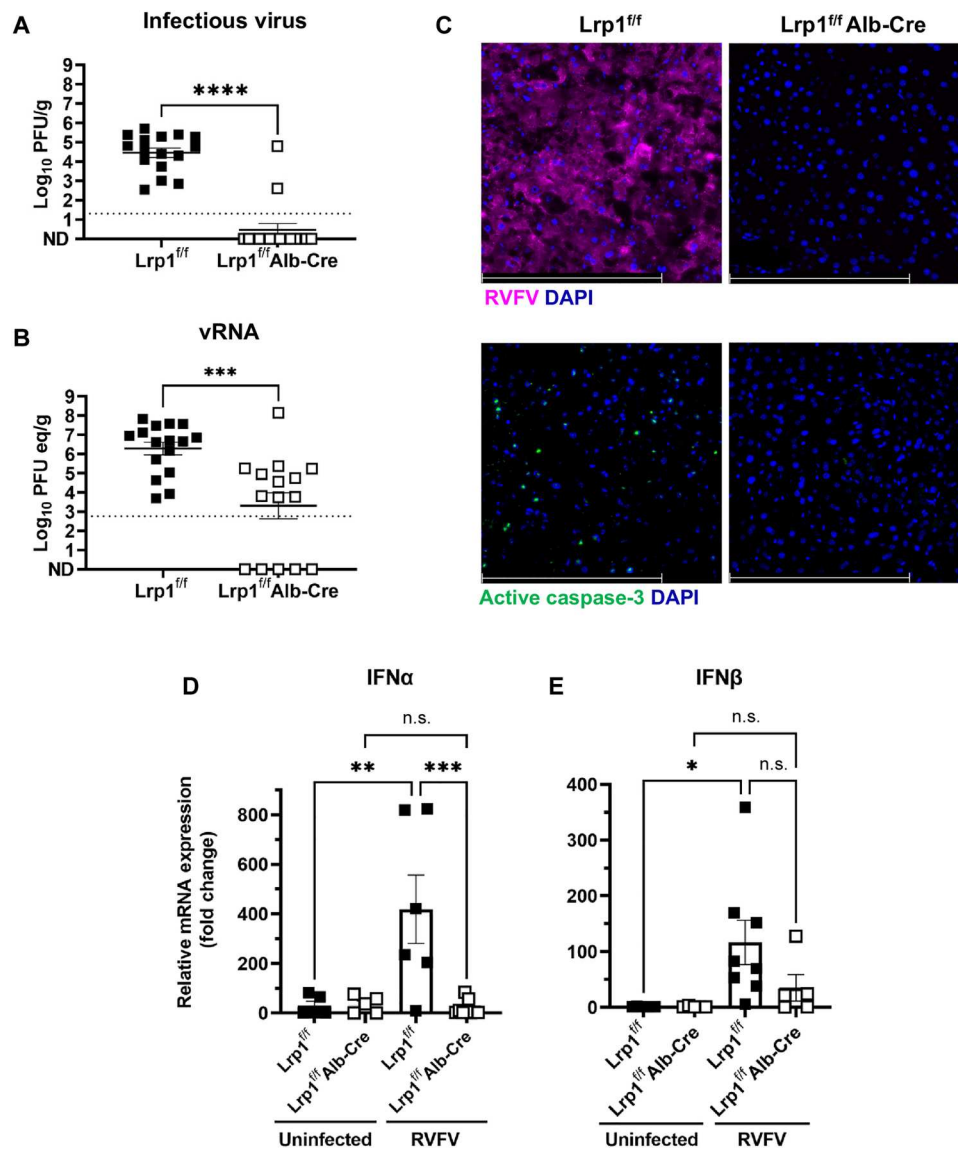 A
Infectious virus
****
Log₁₀ PFU/g
9
8
7
6
5
4
3
2
1
ND
Lrp1f/f
Lrp1f/f Alb-Cre
B
vRNA
***
Log₁₀ PFU eq/g
9
8
7
6
5
4
3
2
1
ND
Lrp1f/f
Lrp1f/f Alb-Cre
C
Lrp1f/f
Lrp1f/f Alb-Cre
RVFV DAPI
Active caspase-3 DAPI
D
IFNα
n.s.
**
***
Relative mRNA expression
(fold change)
800
600
400
200
0
Lrp1f/f
Lrp1f/f Alb-Cre
Lrp1f/f
Lrp1f/f Alb-Cre
Uninfected
RVFV
E
IFNβ
n.s.
*
n.s.
400
300
200
100
0
Lrp1f/f
Lrp1f/f Alb-Cre
Lrp1f/f
Lrp1f/f Alb-Cre
Uninfected
RVFV